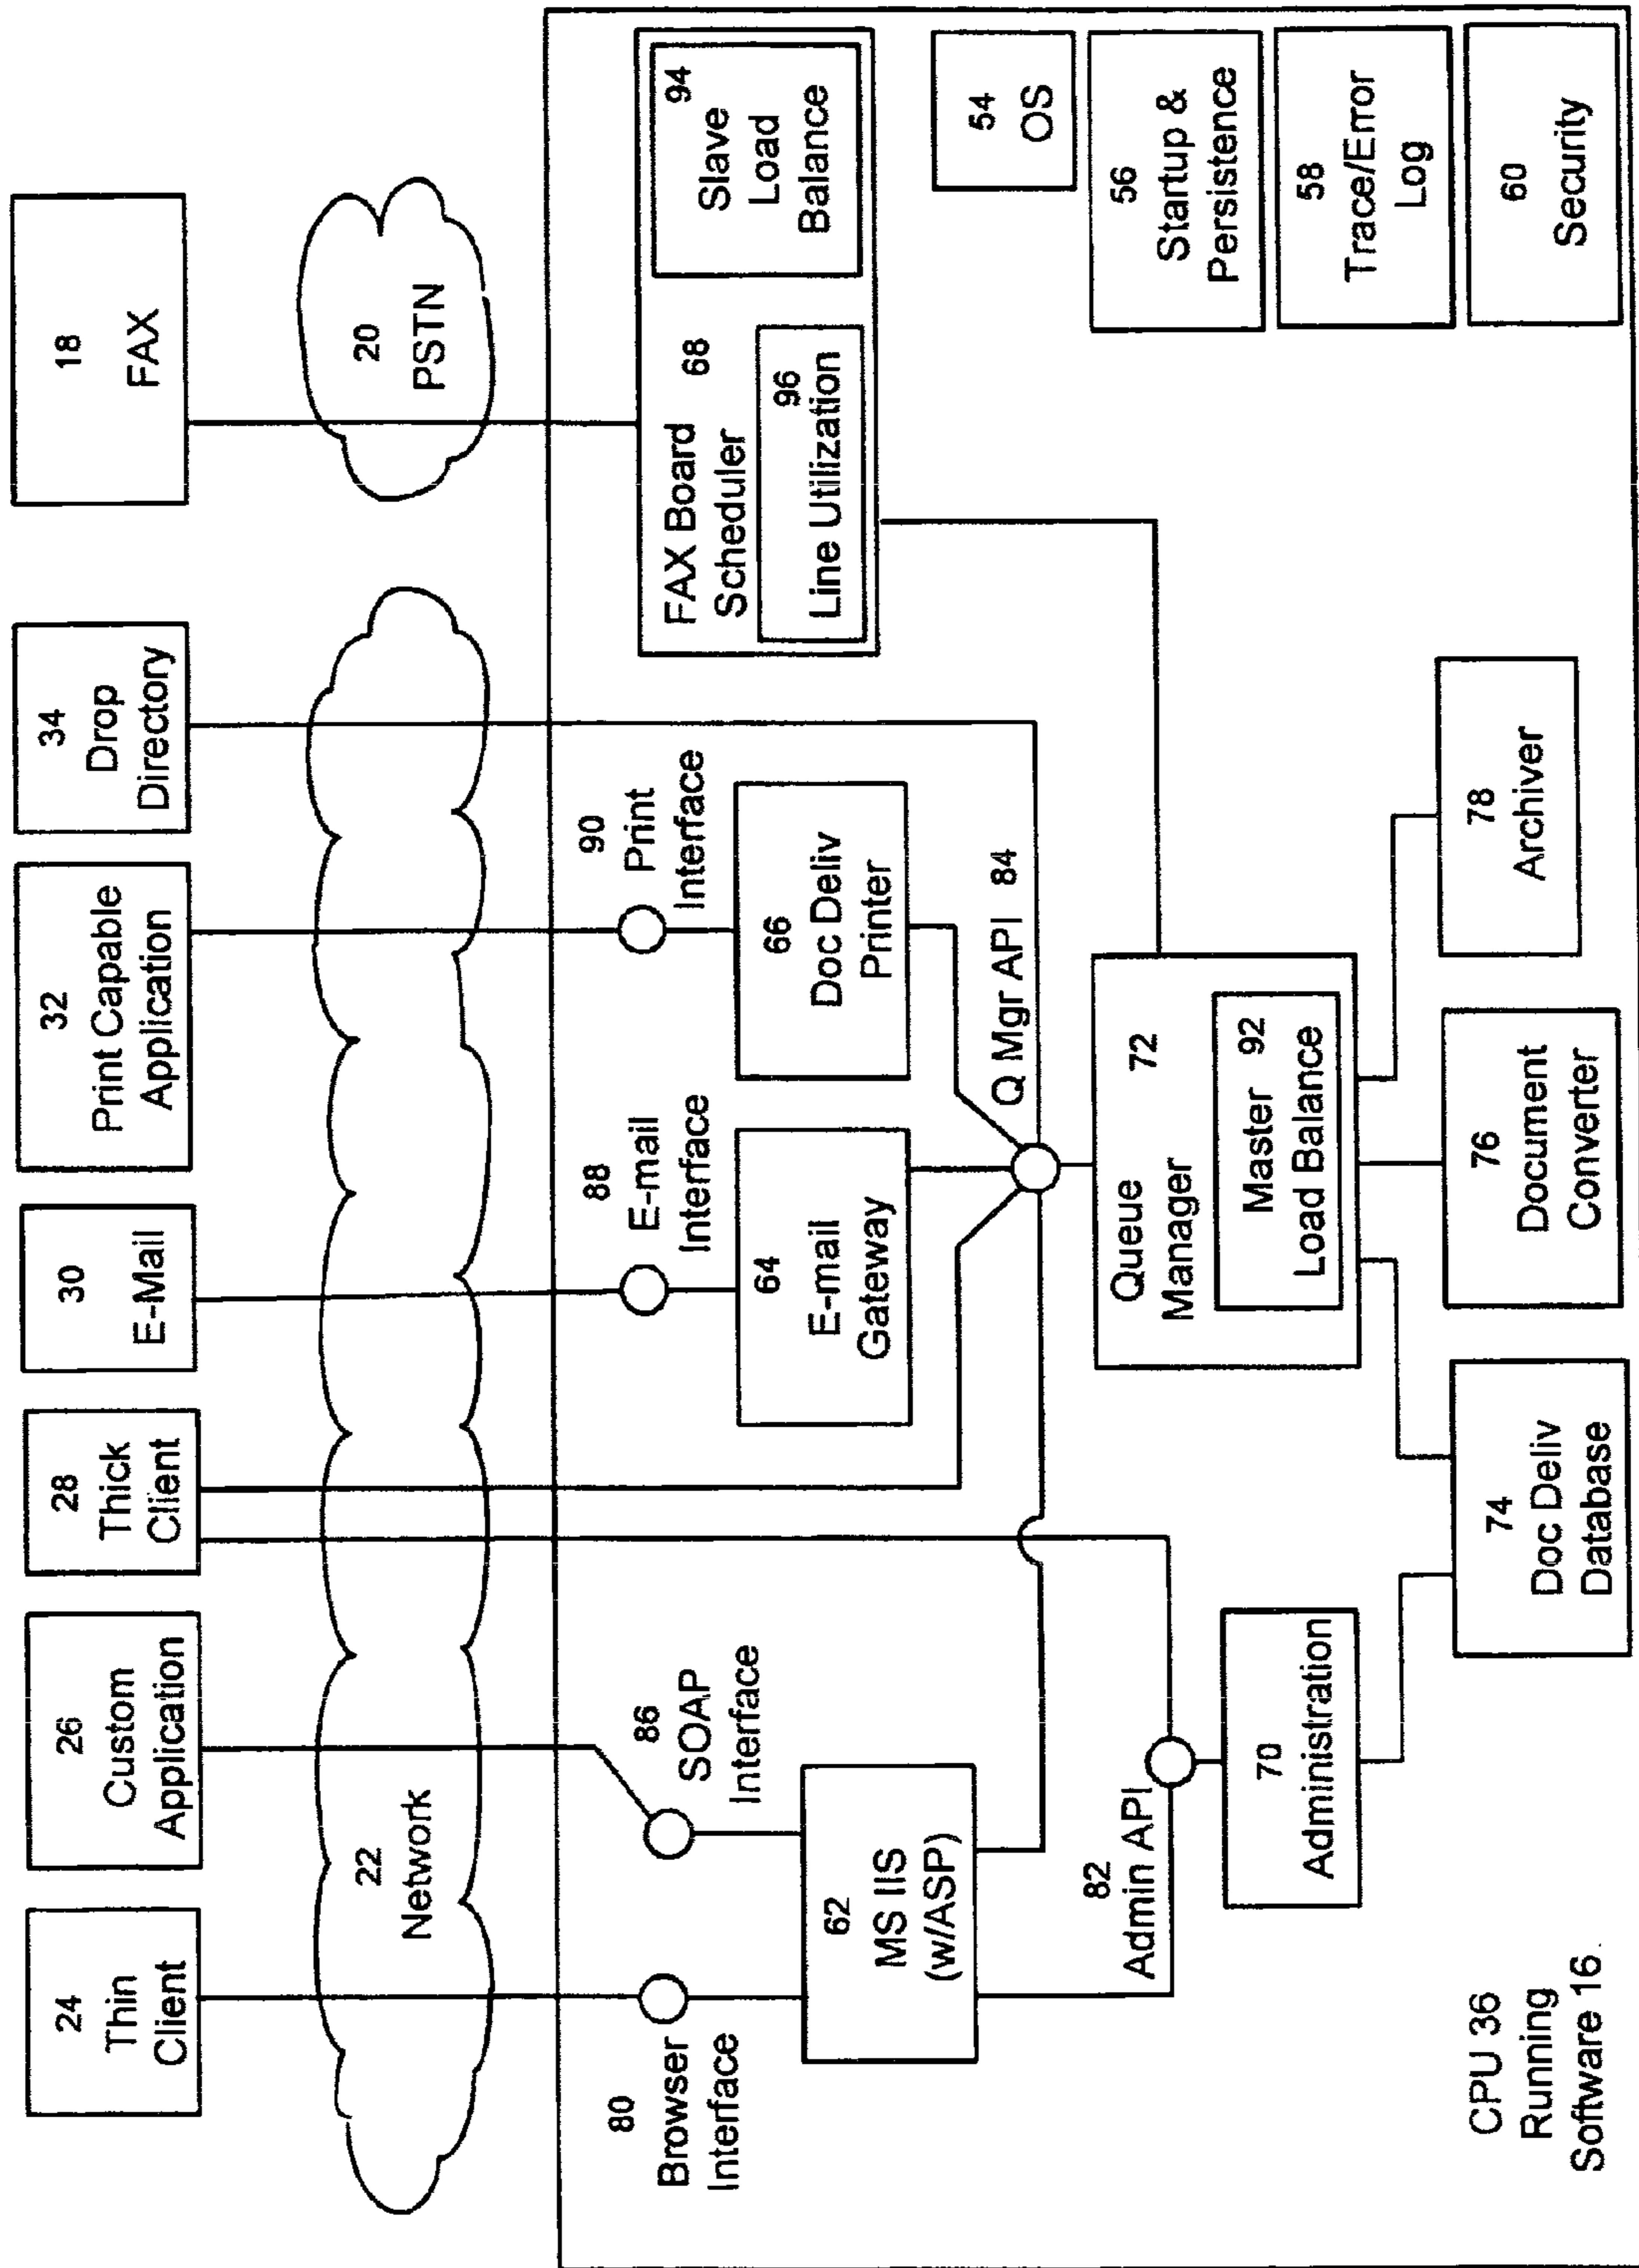 24
Thin
Client
26
Custom
Application
28
Thick
Client
30
E-Mail
32
Print Capable
Application
34
Drop
Directory
18
FAX
22
Network
20
PSTN
80
Browser
Interface
86
SOAP
Interface
88
E-mail
Interface
90
Print
Interface
FAX Board 68
Scheduler
96
Line Utilization
94
Slave
Load
Balance
62
MS IIS
(w/ASP)
64
E-mail
Gateway
66
Doc Deliv
Printer
54
OS
82
Admin API
Q Mgr API 84
56
Startup &
Persistence
70
Administration
Queue 72
Manager
Master 92
Load Balance
58
Trace/Error
Log
74
Doc Deliv
Database
76
Document
Converter
78
Archiver
60
Security
CPU 36
Running
Software 16